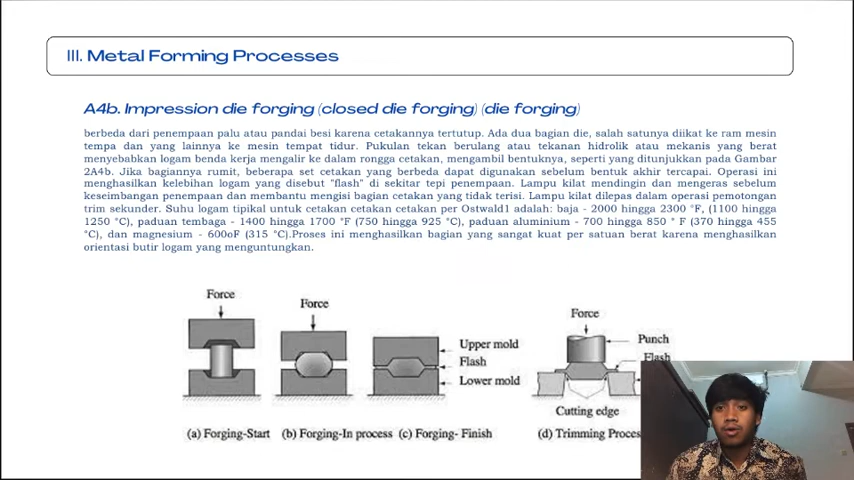 III. Metal Forming Processes
A4b. Impression die forging (closed die forging) (die forging)
berbeda dari penempaan palu atau pandai besi karena cetakannya tertutup. Ada dua bagian die, salah satunya diikat ke ram mesin
tempa dan yang lainnya ke mesin tempat tidur. Pukulan tekan berulang atau tekanan hidrolik atau mekanis yang berat
menyebabkan logam benda kerja mengalir ke dalam rongga cetakan, mengambil bentuknya, seperti yang ditunjukkan pada Gambar
2A4b. Jika bagiannya rumit, beberapa set cetakan yang berbeda dapat digunakan sebelum bentuk akhir tercapai. Operasi ini
menghasilkan kelebihan logam yang disebut "flash" di sekitar tepi penempaan. Lampu kilat mendingin dan mengeras sebelum
keseimbangan penempaan dan membantu mengisi bagian cetakan yang tidak terisi. Lampu kilat dilepas dalam operasi pemotongan
trim sekunder. Suhu logam tipikal untuk cetakan cetakan cetakan per Ostwald1 adalah: baja - 2000 hingga 2300 °F, (1100 hingga
1250 °C), paduan tembaga - 1400 hingga 1700 °F (750 hingga 925 °C), paduan aluminium - 700 hingga 850 ° F (370 hingga 455
°C), dan magnesium - 600oF (315 °C).Proses ini menghasilkan bagian yang sangat kuat per satuan berat karena menghasilkan
orientasi butir logam yang menguntungkan.
Force
Force
Upper mold
Flash
Lower mold
Force
Punch
Flash
Cutting edge
(a) Forging-Start
(b) Forging-In process
(c) Forging- Finish
(d) Trimming